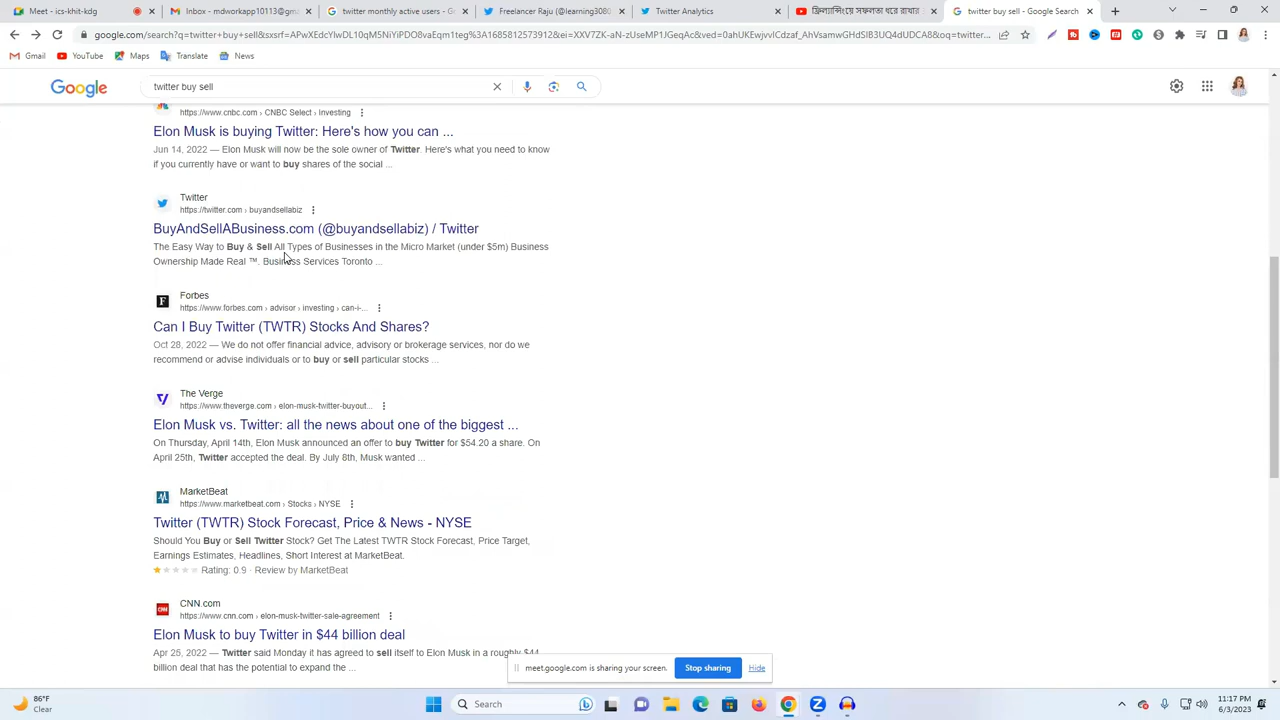 Meet - ics-khit-kdg
Inbox - mdworkap10113@gm
twitter monthly active users - G
Freelancer Raju (@learning308
Twitter Analytics
ফ্রিল্যান্সিংয়ে সফলতা ধরে রাখার
twitter buy sell - Google Search
Gmail
YouTube
Maps
Translate
News
Google
twitter buy sell
https://www.cnbc.com › CNBC Select › Investing
Elon Musk is buying Twitter: Here's how you can ...
Jun 14, 2022 — Elon Musk will now be the sole owner of Twitter. Here's what you need to know
if you currently have or want to buy shares of the social ...
Twitter
https://twitter.com › buyandsellabiz
BuyAndSellABusiness.com (@buyandsellabiz) / Twitter
The Easy Way to Buy & Sell All Types of Businesses in the Micro Market (under $5m) Business
Ownership Made Real ™. Business Services Toronto ...
Forbes
https://www.forbes.com › advisor › investing › can-i-...
Can I Buy Twitter (TWTR) Stocks And Shares?
Oct 28, 2022 — We do not offer financial advice, advisory or brokerage services, nor do we
recommend or advise individuals or to buy or sell particular stocks ...
The Verge
https://www.theverge.com › elon-musk-twitter-buyout...
Elon Musk vs. Twitter: all the news about one of the biggest ...
On Thursday, April 14th, Elon Musk announced an offer to buy Twitter for $54.20 a share. On
April 25th, Twitter accepted the deal. By July 8th, Musk wanted ...
MarketBeat
https://www.marketbeat.com › Stocks › NYSE
Twitter (TWTR) Stock Forecast, Price & News - NYSE
Should You Buy or Sell Twitter Stock? Get The Latest TWTR Stock Forecast, Price Target,
Earnings Estimates, Headlines, Short Interest at MarketBeat.
Rating: 0.9 · Review by MarketBeat
CNN.com
https://www.cnn.com › elon-musk-twitter-sale-agreement
Elon Musk to buy Twitter in $44 billion deal
Apr 25, 2022 — Twitter said Monday it has agreed to sell itself to Elon Musk in a roughly $44
billion deal that has the potential to expand the ...
meet.google.com is sharing your screen.
Stop sharing
Hide
86°F
Clear
Search
11:17 PM
6/3/2023